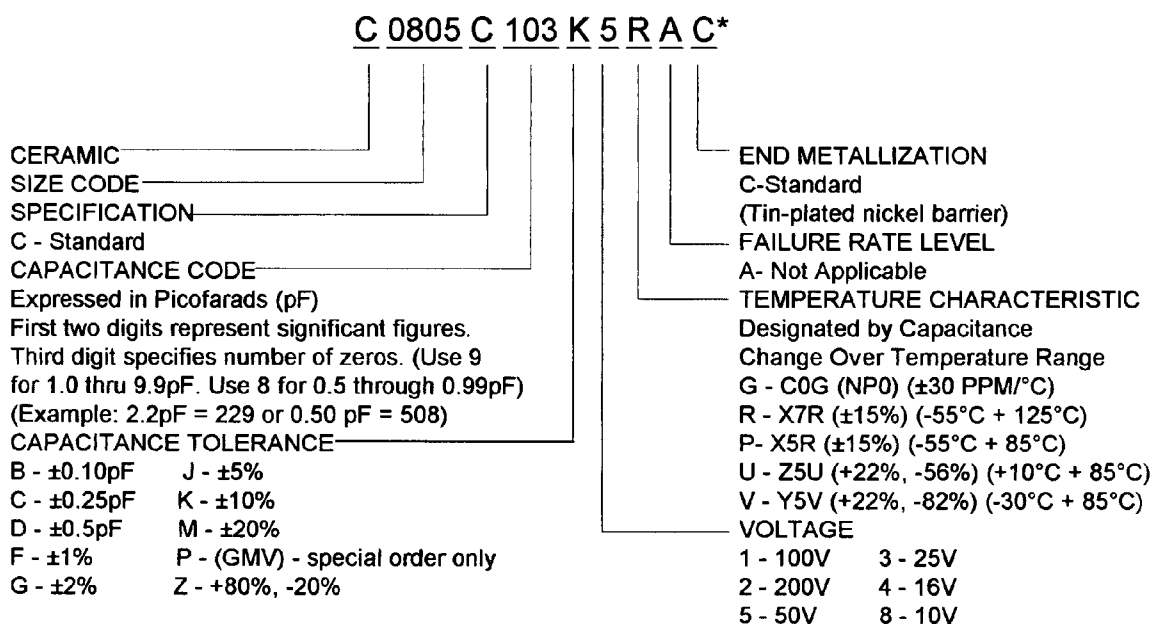 C 0805 C 103 K 5 R A C*
CERAMIC
SIZE CODE
SPECIFICATION
C - Standard
CAPACITANCE CODE
Expressed in Picofarads (pF)
First two digits represent significant figures.
Third digit specifies number of zeros. (Use 9
for 1.0 thru 9.9pF. Use 8 for 0.5 through 0.99pF)
(Example: 2.2pF = 229 or 0.50 pF = 508)
CAPACITANCE TOLERANCE
B - ±0.10pF J - ±5%
C - ±0.25pF K - ±10%
D - ±0.5pF M - ±20%
F - ±1% P - (GMV) - special order only
G - ±2% Z - +80%, -20%
END METALLIZATION
C-Standard
(Tin-plated nickel barrier)
FAILURE RATE LEVEL
A- Not Applicable
TEMPERATURE CHARACTERISTIC
Designated by Capacitance
Change Over Temperature Range
G - C0G (NP0) (±30 PPM/°C)
R - X7R (±15%) (-55°C + 125°C)
P- X5R (±15%) (-55°C + 85°C)
U - Z5U (+22%, -56%) (+10°C + 85°C)
V - Y5V (+22%, -82%) (-30°C + 85°C)
VOLTAGE
1 - 100V 3 - 25V
2 - 200V 4 - 16V
5 - 50V 8 - 10V